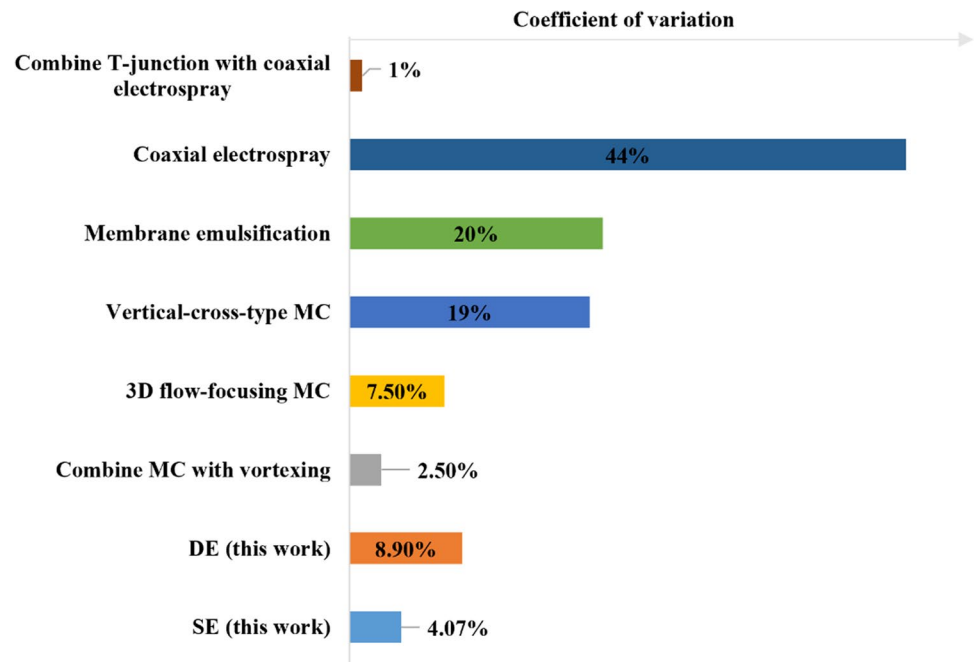 Coefficient of variation
Combine T-junction with coaxial
electrospray
1%
Coaxial electrospray
44%
Membrane emulsification
20%
Vertical-cross-type MC
19%
3D flow-focusing MC
7.50%
Combine MC with vortexing
2.50%
DE (this work)
8.90%
SE (this work)
4.07%